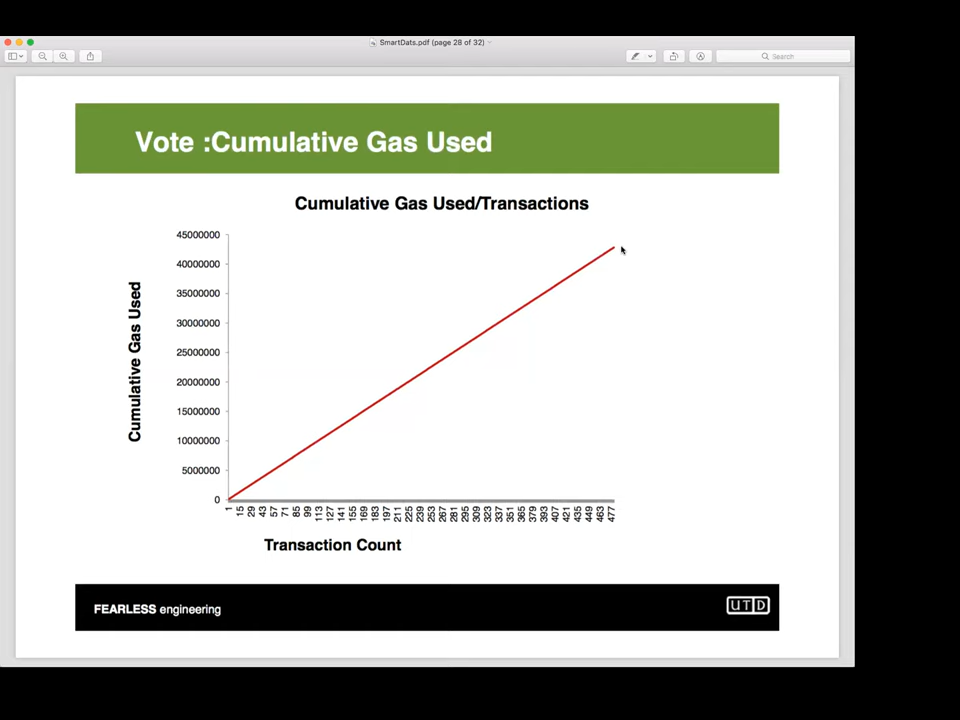 SmartDats.pdf (page 28 of 32)
Search
Vote :Cumulative Gas Used
Cumulative Gas Used/Transactions
Cumulative Gas Used
45000000
40000000
35000000
30000000
25000000
20000000
15000000
10000000
5000000
0
1 15 29 43 57 71 85 99 113 127 141 155 169 183 197 211 225 239 253 267 281 295 309 323 337 351 365 379 393 407 421 435 449 463 477
Transaction Count
FEARLESS engineering
UTD